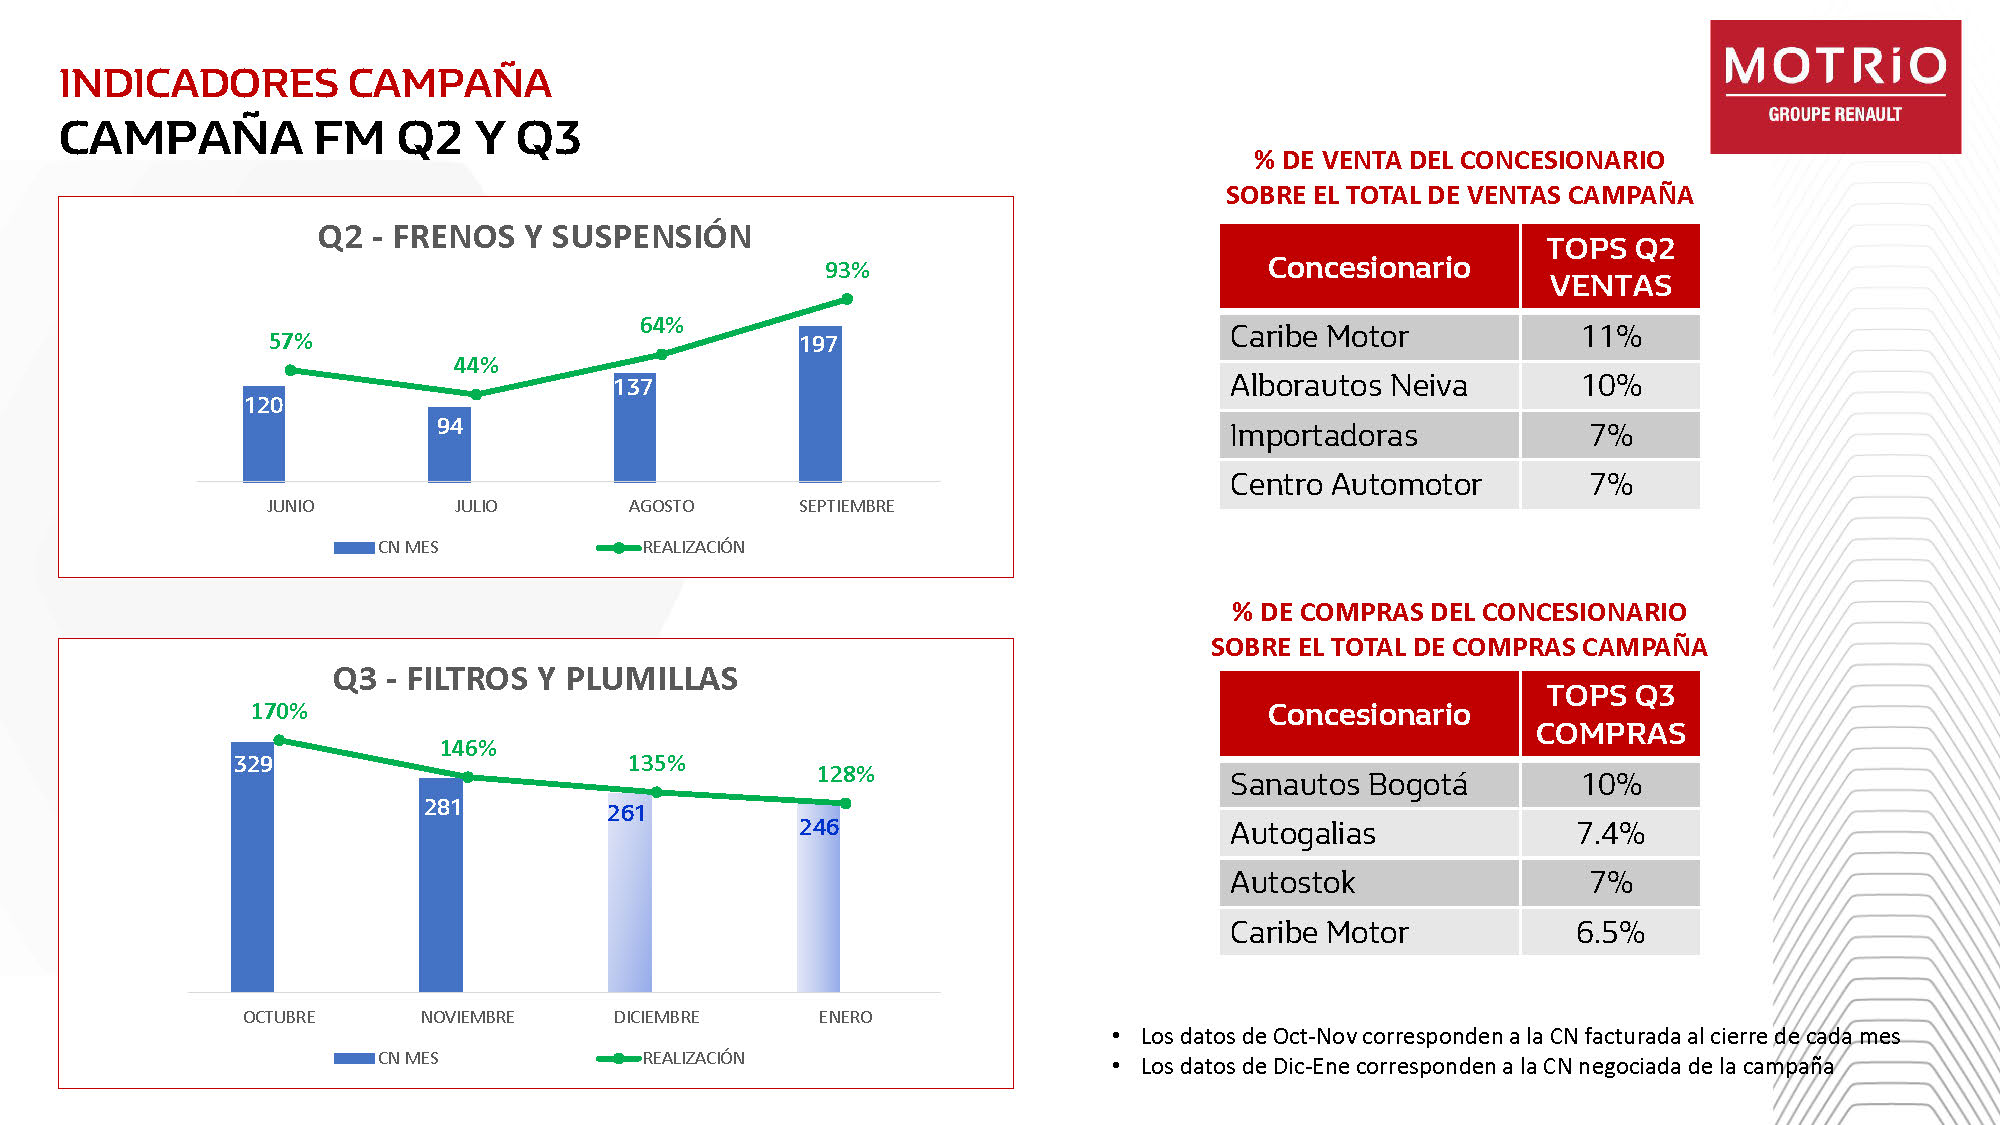 INDICADORES CAMPAÑA
CAMPAÑA FM Q2 Y Q3
MOTRiO
GROUPE RENAULT
Q2 - FRENOS Y SUSPENSIÓN
57%
44%
64%
93%
120
94
137
197
JUNIO
JULIO
AGOSTO
SEPTIEMBRE
CN MES
REALIZACIÓN
% DE VENTA DEL CONCESIONARIO
SOBRE EL TOTAL DE VENTAS CAMPAÑA
Concesionario
TOPS Q2
VENTAS
Caribe Motor 11%
Alborautos Neiva 10%
Importadoras 7%
Centro Automotor 7%
Q3 - FILTROS Y PLUMILLAS
170%
146%
135%
128%
329
281
261
246
OCTUBRE
NOVIEMBRE
DICIEMBRE
ENERO
CN MES
REALIZACIÓN
% DE COMPRAS DEL CONCESIONARIO
SOBRE EL TOTAL DE COMPRAS CAMPAÑA
Concesionario
TOPS Q3
COMPRAS
Sanautos Bogotá 10%
Autogalias 7.4%
Autostok 7%
Caribe Motor 6.5%
• Los datos de Oct-Nov corresponden a la CN facturada al cierre de cada mes
• Los datos de Dic-Ene corresponden a la CN negociada de la campaña